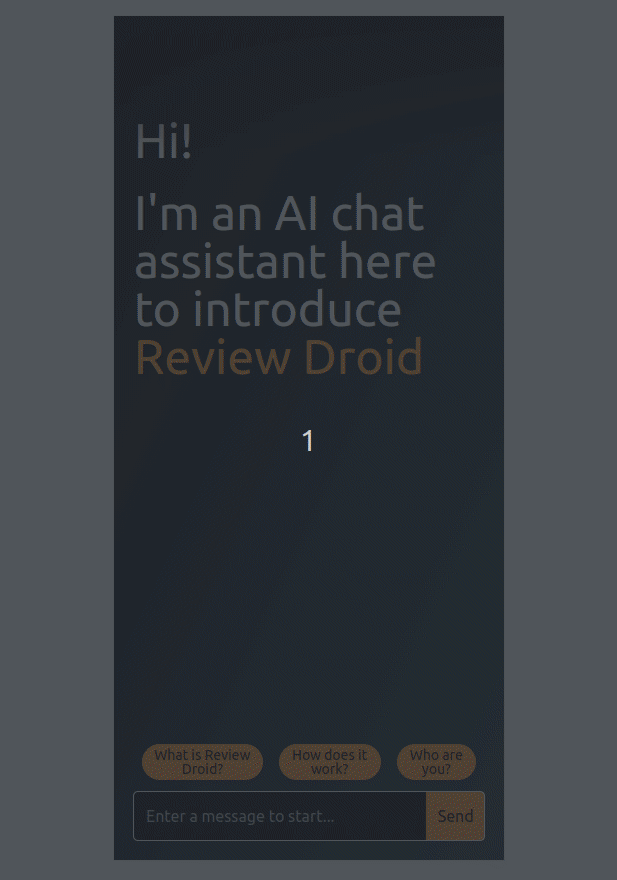 Hi!
I'm an AI chat
assistant here
to introduce
Review Droid
1
What is Review
Droid?
How does it
work?
Who are
you?
Enter a message to start...
Send